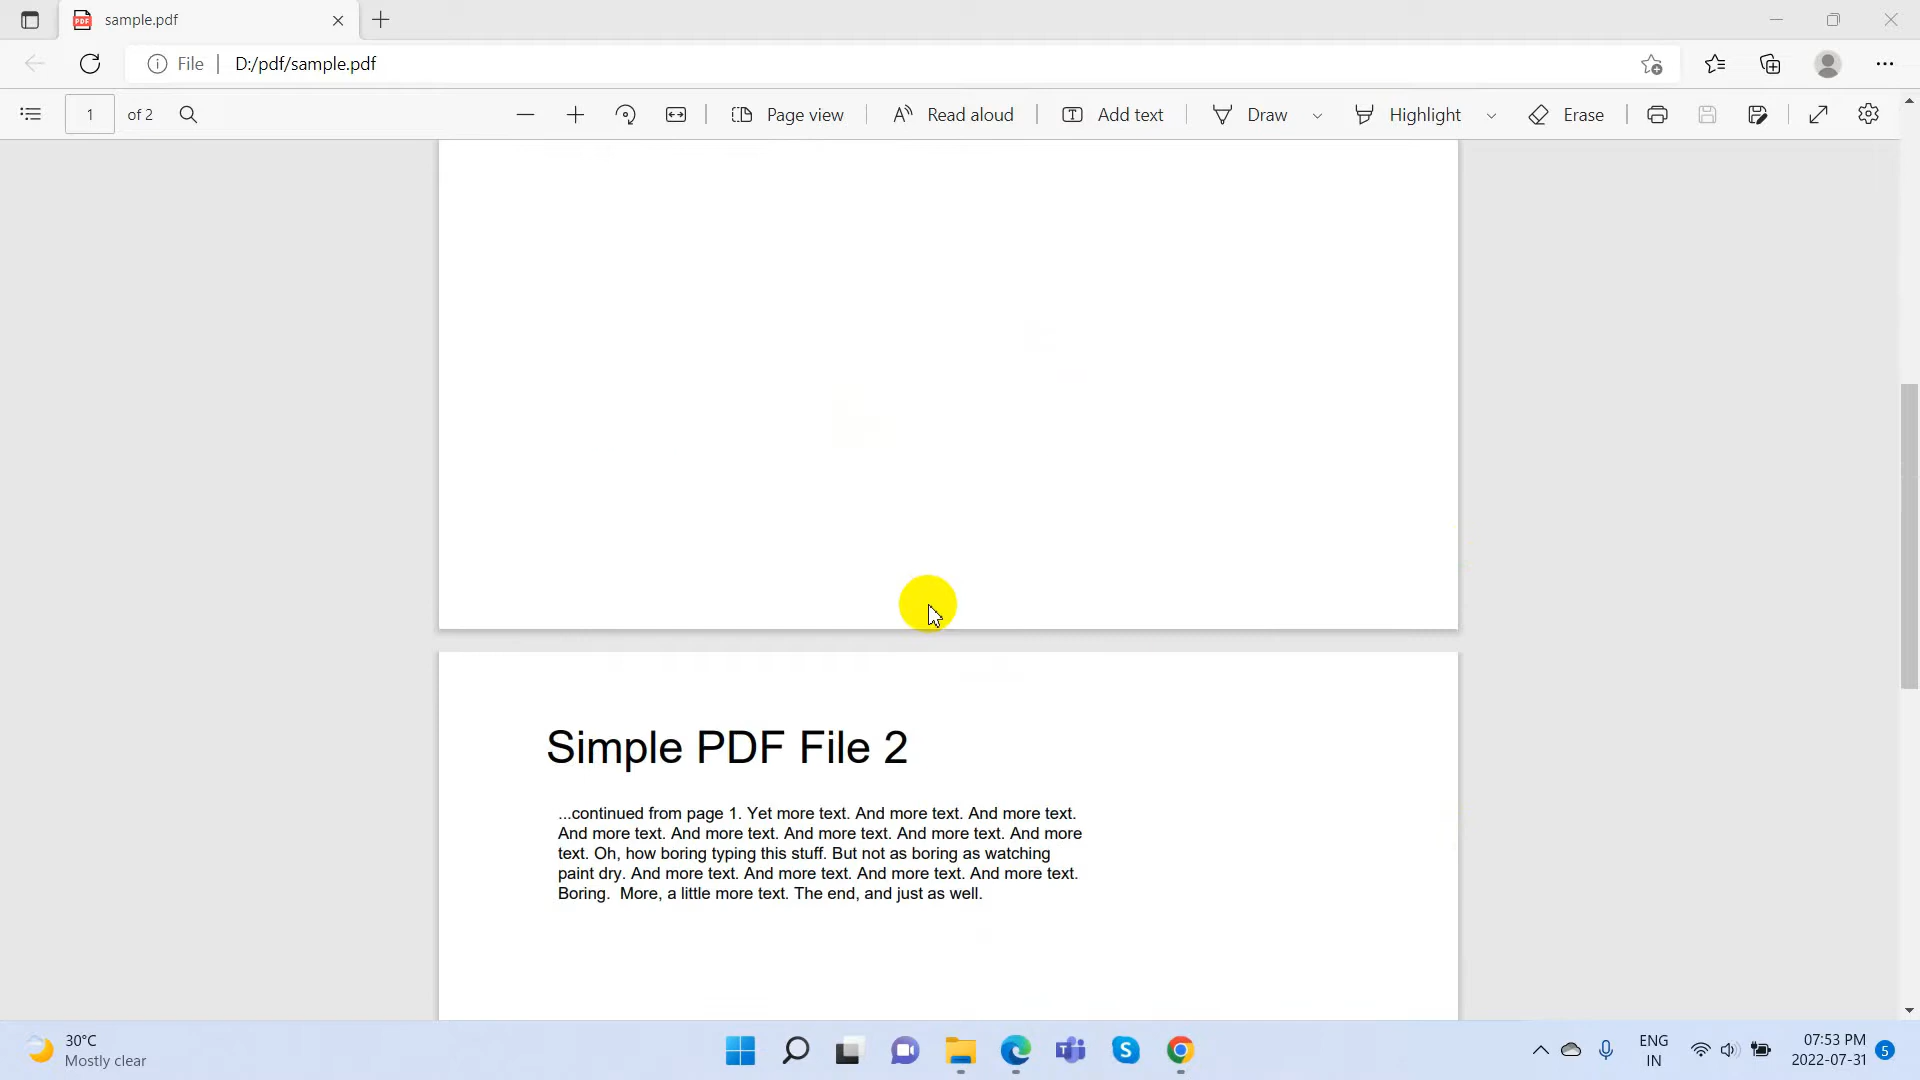 sample.pdf
File D:/pdf/sample.pdf
1 of 2 Page view A Read aloud T Add text Draw Highlight Erase
Simple PDF File 2
...continued from page 1. Yet more text. And more text. And more text.
And more text. And more text. And more text. And more text. And more
text. Oh, how boring typing this stuff. But not as boring as watching
paint dry. And more text. And more text. And more text. And more text.
Boring.  More, a little more text. The end, and just as well.
30°C
Mostly clear
ENG
IN
07:53 PM
2022-07-31
5